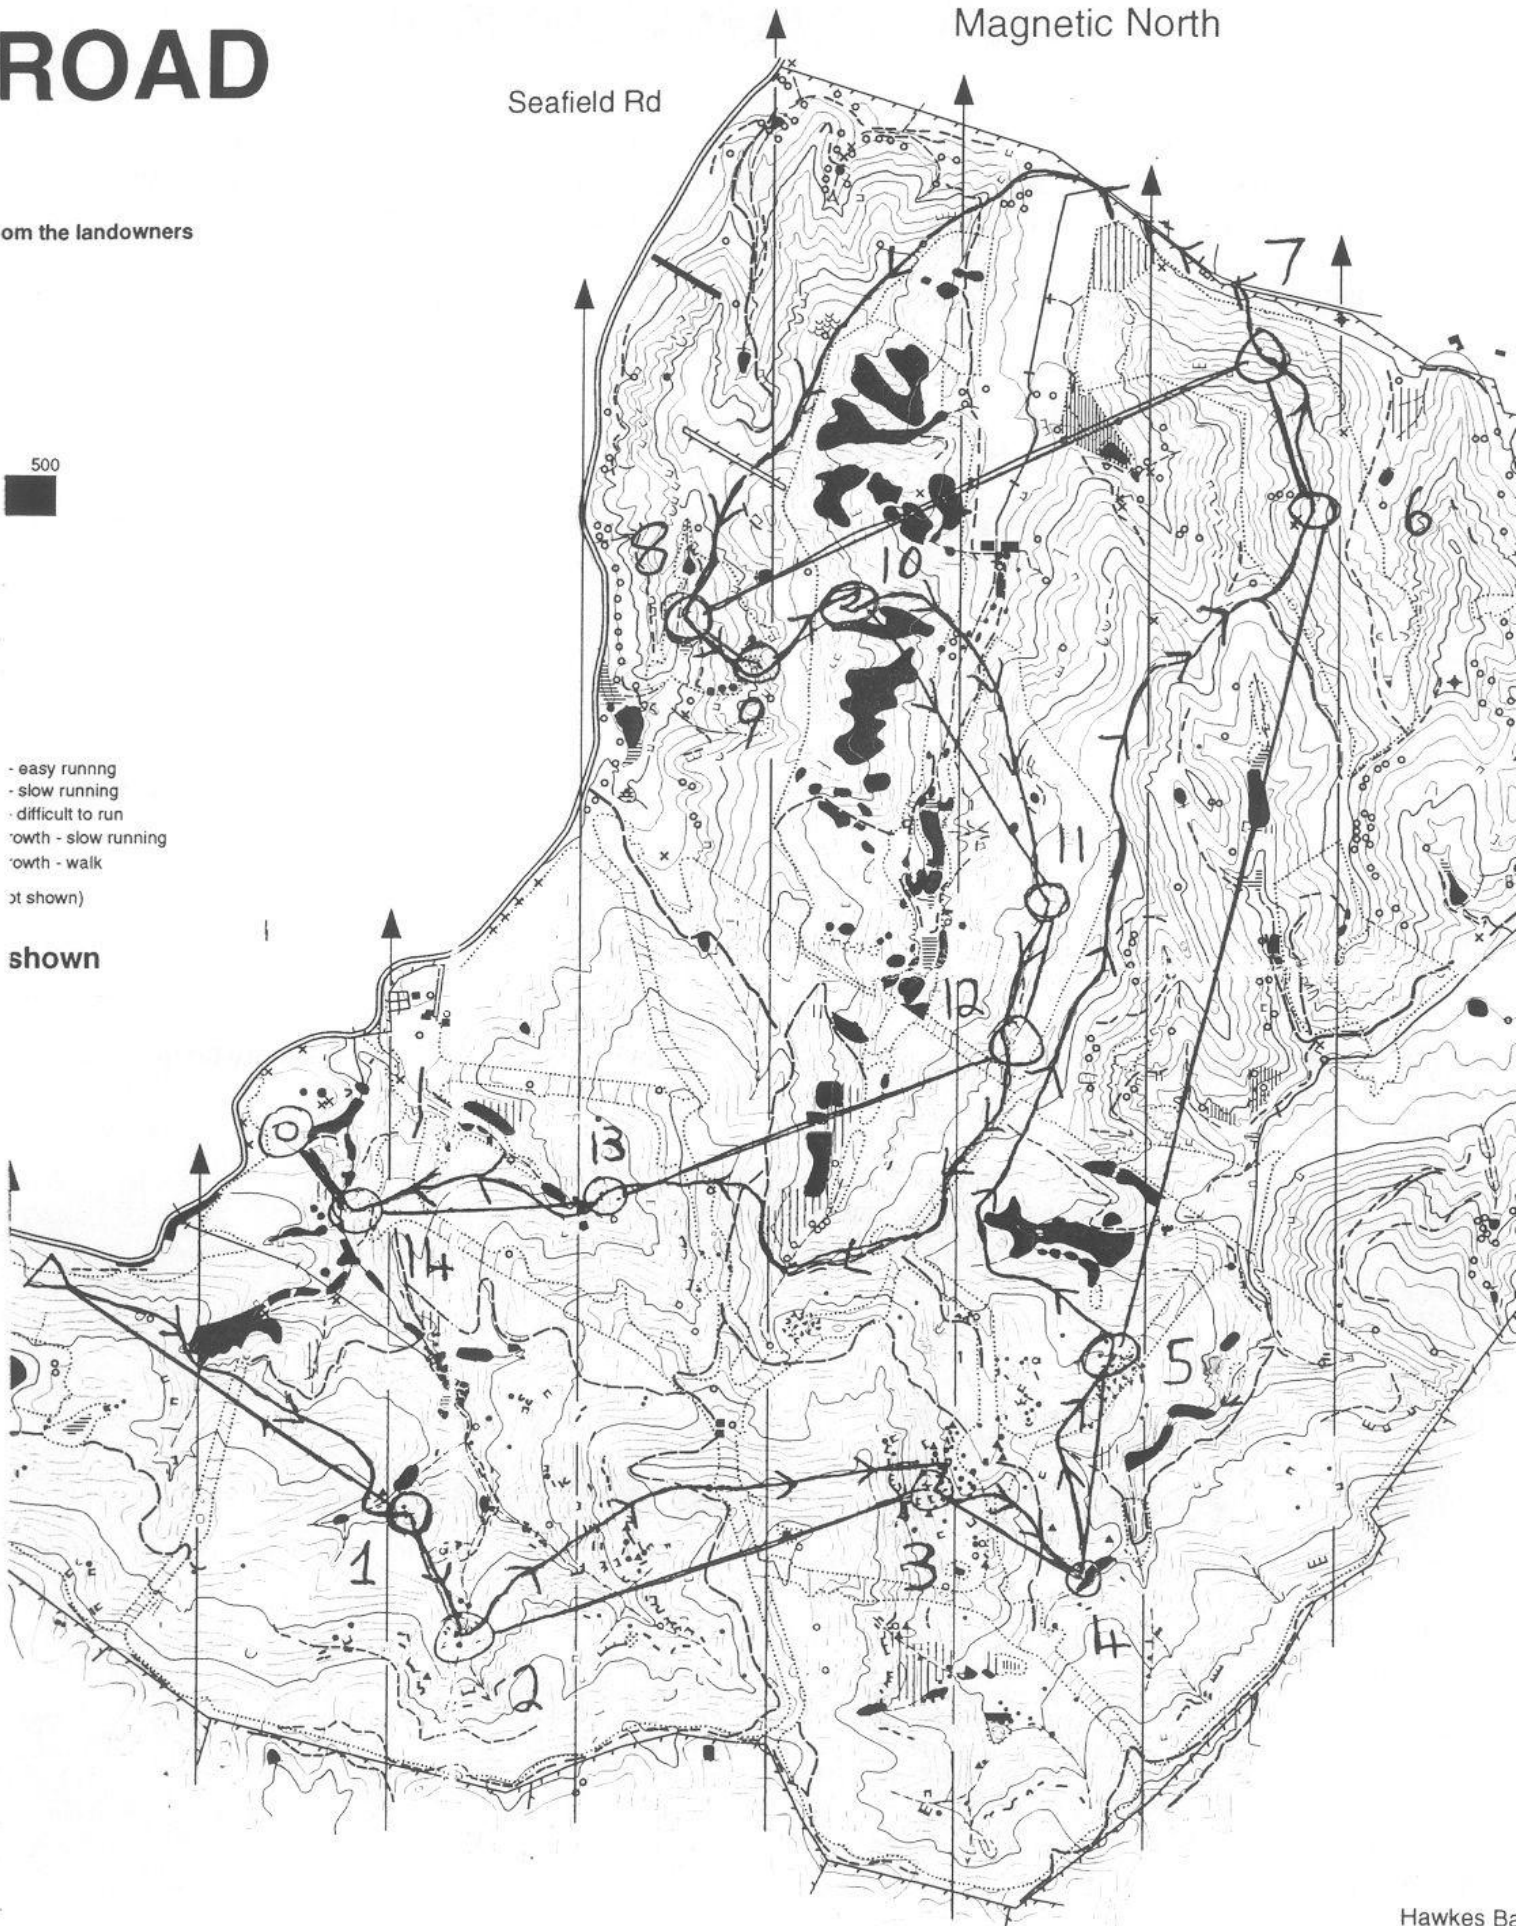 ROAD
Magnetic North
Seafield Rd
om the landowners
7
500
6
8
10
9
- easy runnng
- slow running
- difficult to run
rowth - slow running
rowth - walk
ot shown)
shown
11
12
13
14
5
1
3
4
2
Hawkes Ba